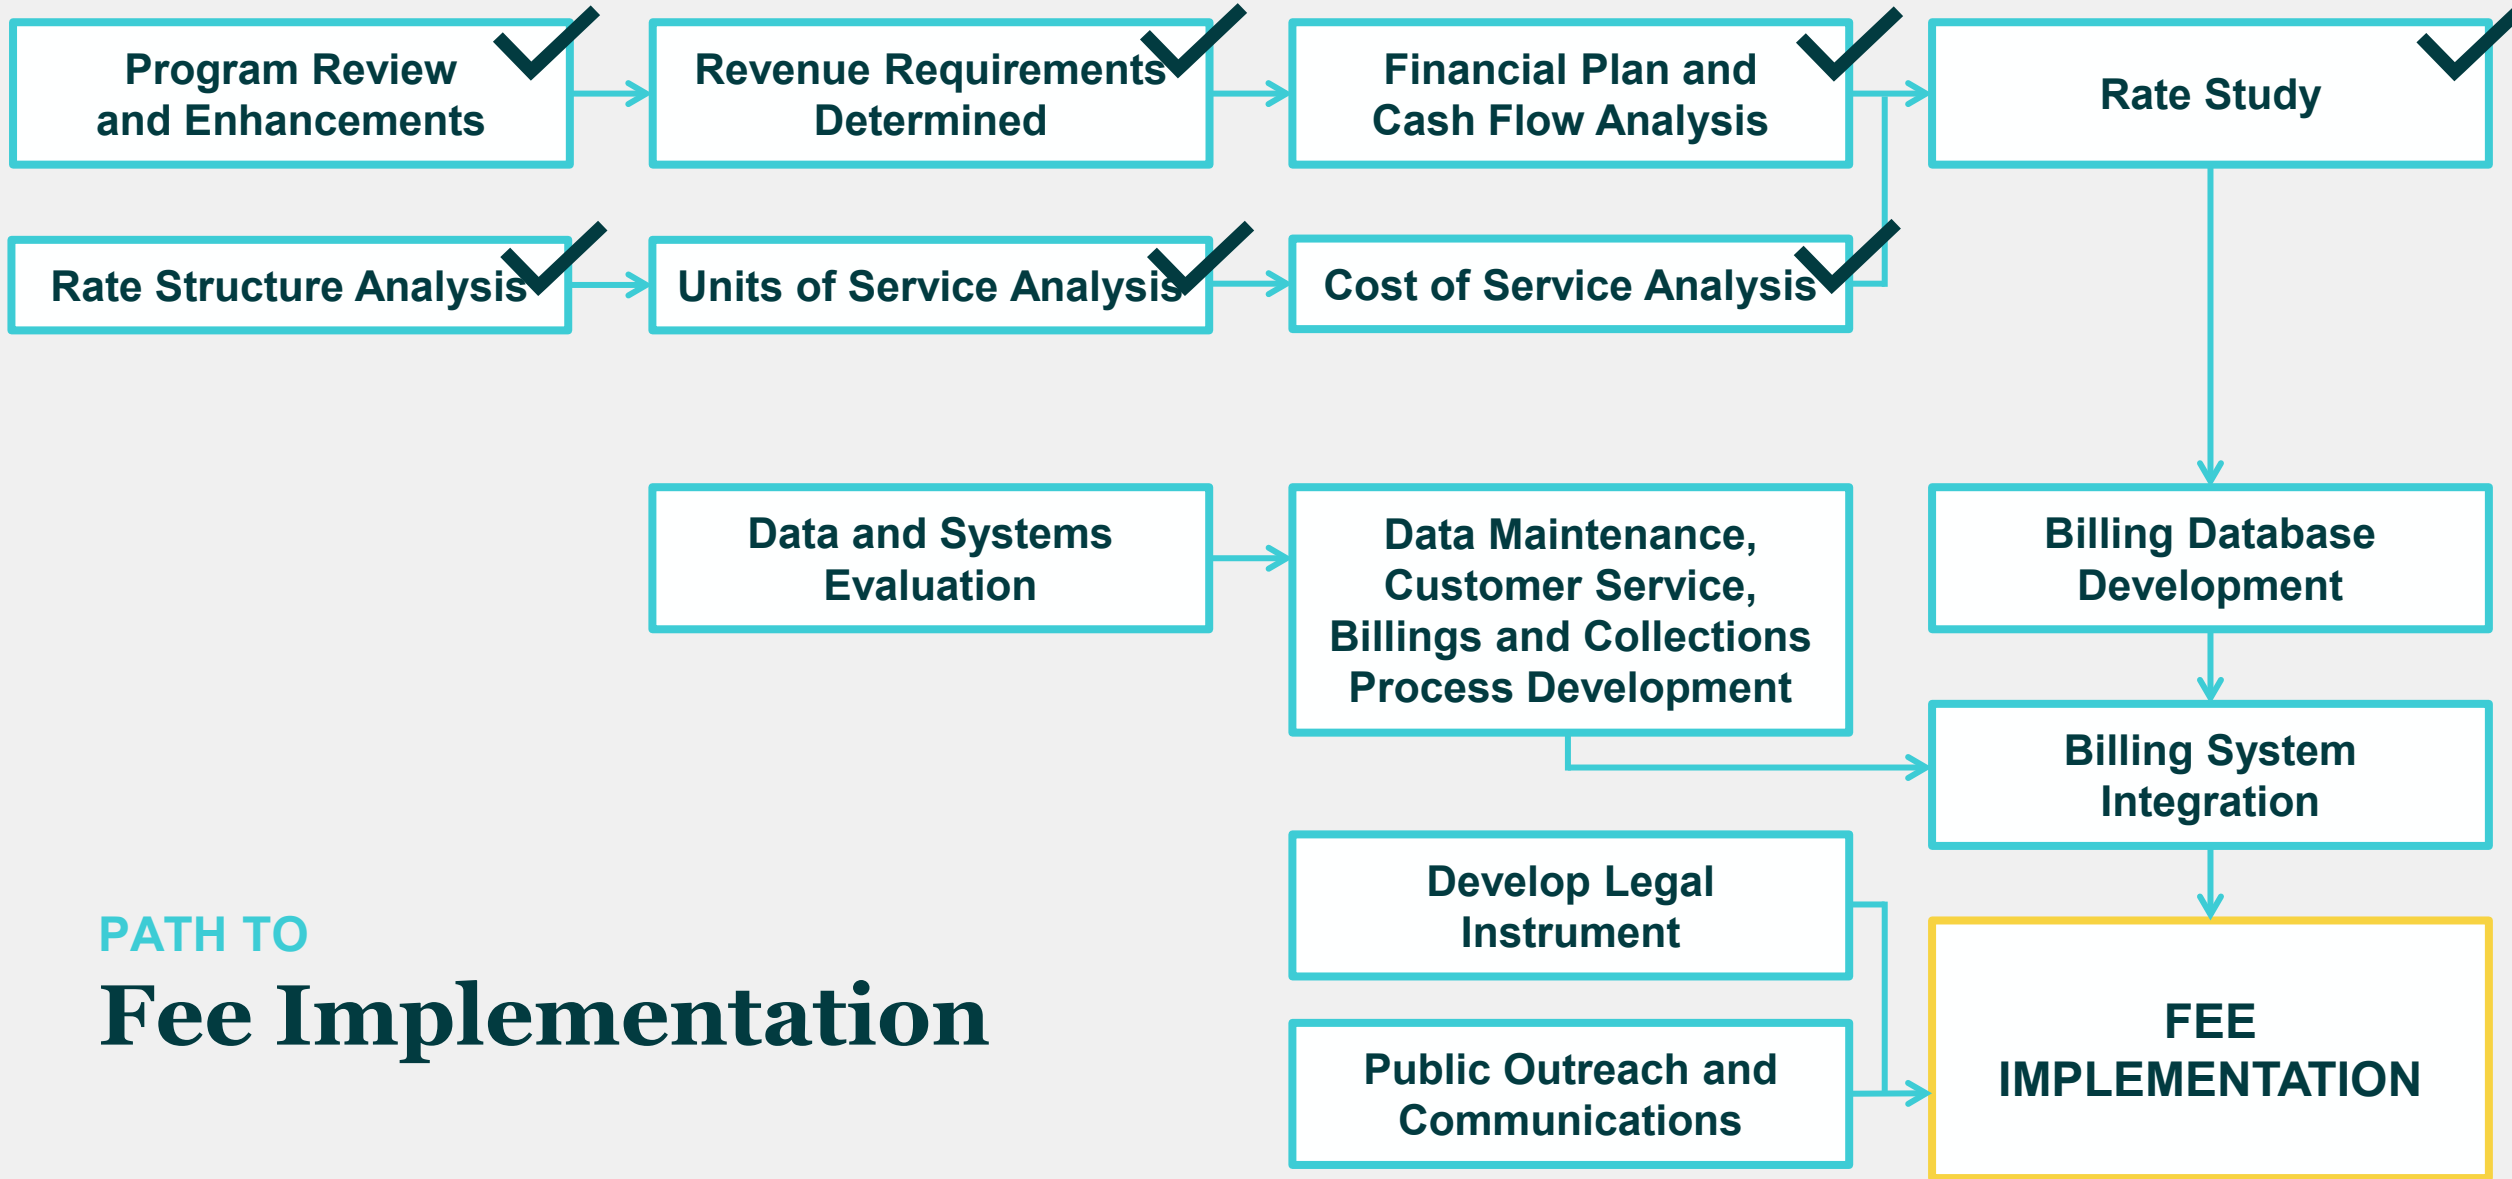 Program Review
and Enhancements
Revenue Requirements
Determined
Financial Plan and
Cash Flow Analysis
Rate Study
Rate Structure Analysis
Units of Service Analysis
Cost of Service Analysis
Data and Systems
Evaluation
Data Maintenance,
Customer Service,
Billings and Collections
Process Development
Billing Database
Development
Billing System
Integration
Develop Legal
Instrument
PATH TO
Fee Implementation
Public Outreach and
Communications
FEE
IMPLEMENTATION